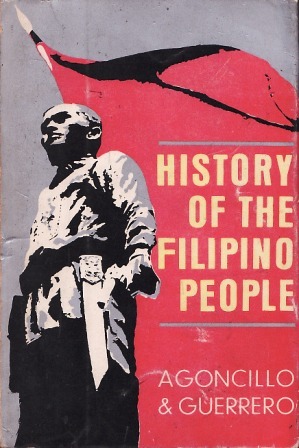 HISTORY
OF THE
FILIPINO
PEOPLE
AGONCILLO
& GUERRERO